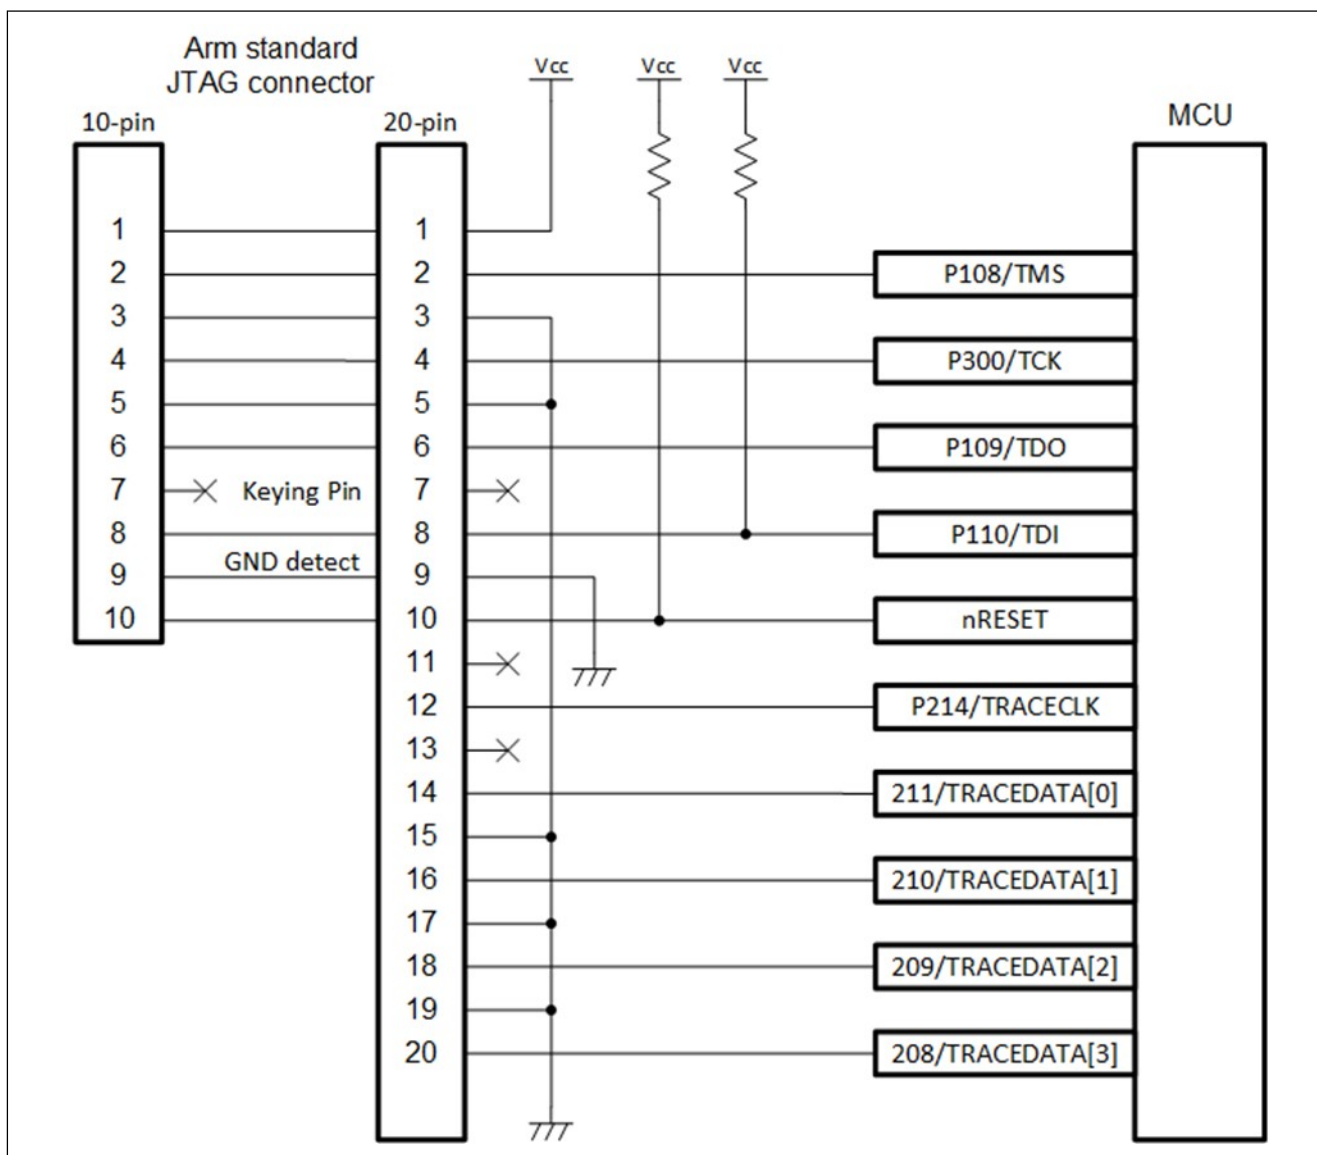 Arm standard
JTAG connector
10-pin
20-pin
Vcc
Vcc
Vcc
MCU
1
1
2
2
P108/TMS
3
3
4
4
P300/TCK
5
5
6
6
P109/TDO
7
Keying Pin
7
8
8
P110/TDI
GND detect
9
9
10
10
nRESET
11
12
P214/TRACECLK
13
14
211/TRACEDATA[0]
15
16
210/TRACEDATA[1]
17
18
209/TRACEDATA[2]
19
20
208/TRACEDATA[3]